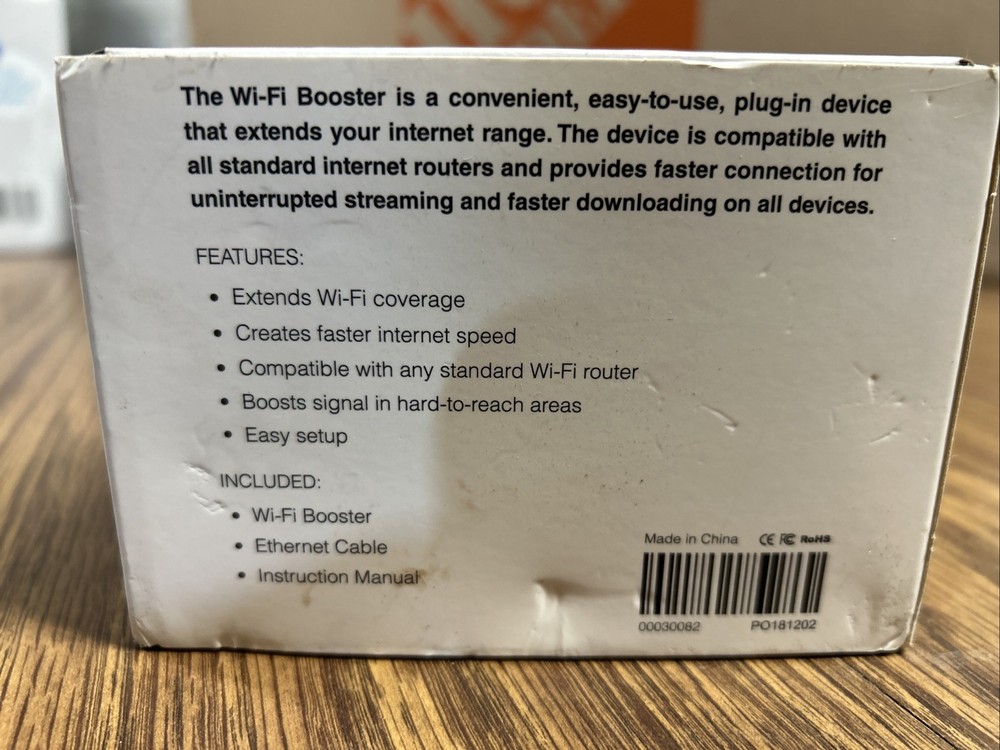 The Wi-Fi Booster is a convenient, easy-to-use, plug-in device
that extends your internet range. The device is compatible with
all standard internet routers and provides faster connection for
uninterrupted streaming and faster downloading on all devices.
FEATURES:
• Extends Wi-Fi coverage
• Creates faster internet speed
• Compatible with any standard Wi-Fi router
• Boosts signal in hard-to-reach areas
• Easy setup
INCLUDED:
• Wi-Fi Booster
• Ethernet Cable
• Instruction Manual
Made in China CE FC RoHS
00030082 PO181202